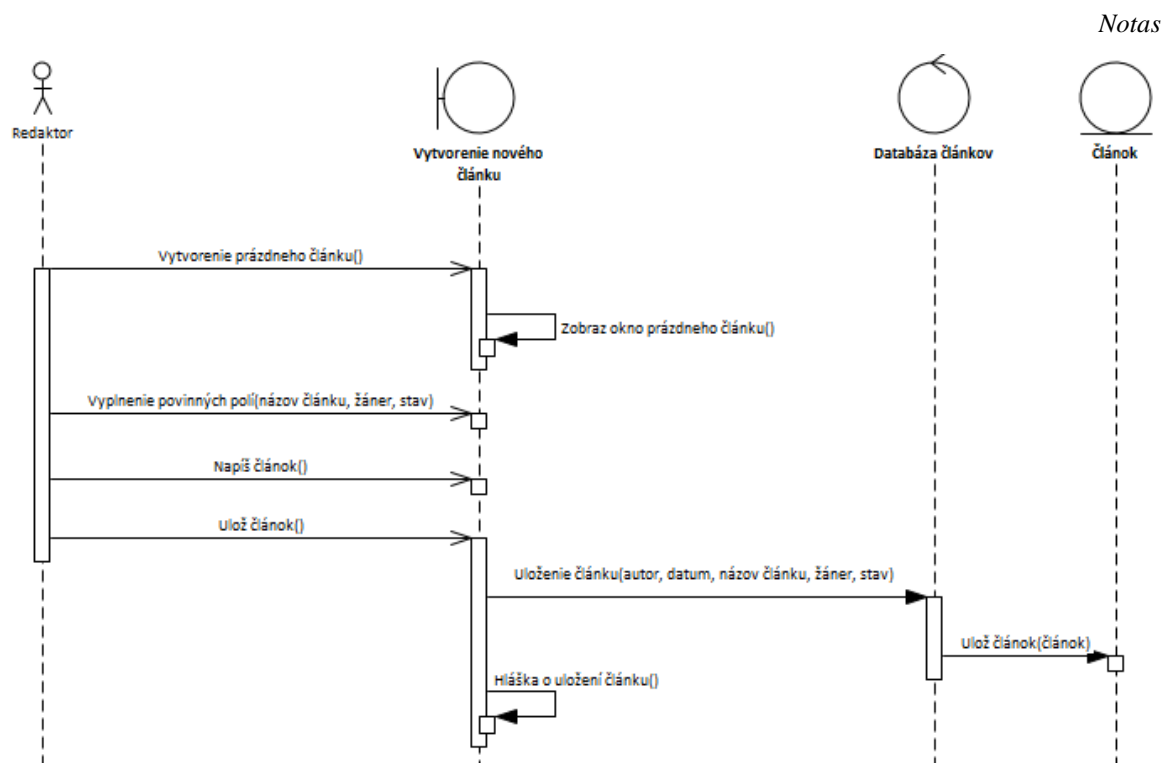 Notas
Redaktor
Vytvorenie nového
článku
Databáza článkov
Článok
Vytvorenie prázdneho článku()
Zobraz okno prázdneho článku()
Vyplnenie povinných polí(názov článku, žáner, stav)
Napíš článok()
Ulož článok()
Uloženie článku(autor, datum, názov článku, žáner, stav)
Ulož článok(článok)
Hláška o uložení článku()